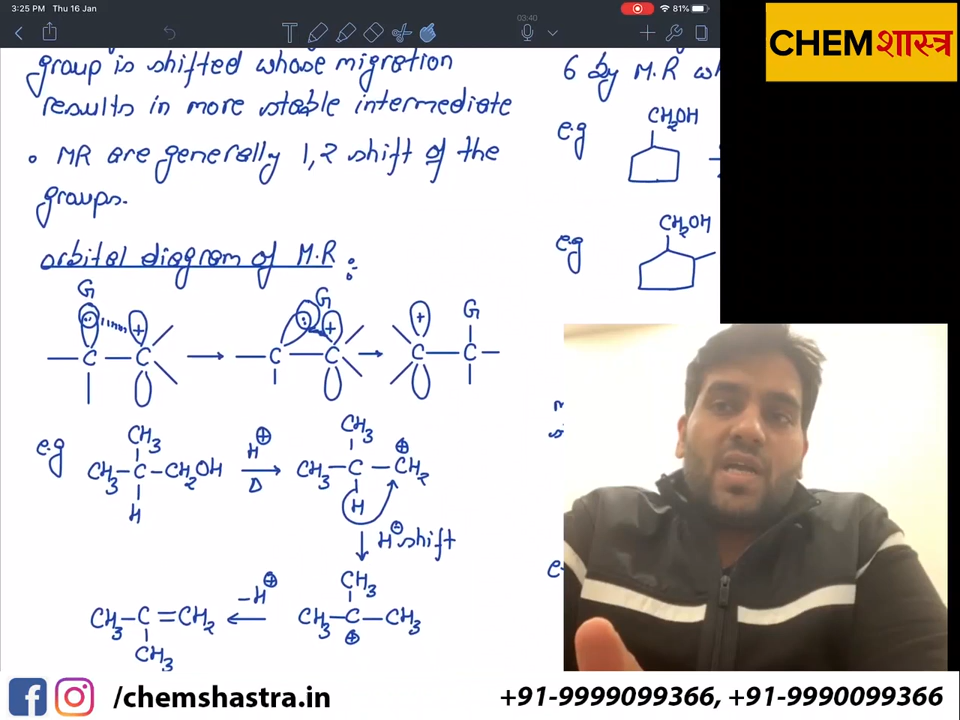 3:25 PM Thu 16 Jan
03:40
81%
CHEMशास्त्र
group is shifted whose migration
results in more stable intermediate
• MR are generally 1,2 shift of the
groups.
orbital diagram of M.R :-
G
G
G
+
+
+
C C
C C
C C
e.g
CH3
CH3-C-CH2OH
H
H⊕
Δ
CH3
CH3-C-CH2
⊕
H
H⊖ shift
CH3
CH3-C-CH3
⊕
-H⊕
CH3-C=CH2
CH3
6 by M.R
e.g
CH2OH
e.g
CH2OH
/chemshastra.in
+91-9999099366, +91-9990099366